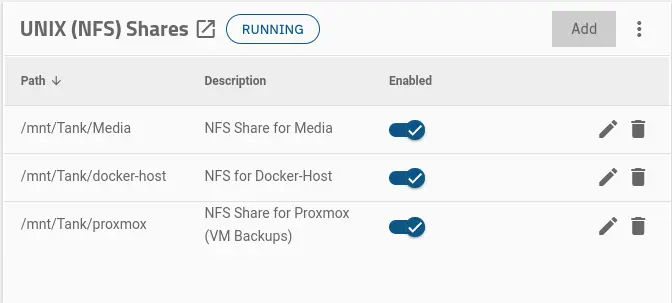 UNIX (NFS) Shares RUNNING Add
Path Description Enabled
/mnt/Tank/Media NFS Share for Media
/mnt/Tank/docker-host NFS for Docker-Host
/mnt/Tank/proxmox NFS Share for Proxmox
(VM Backups)